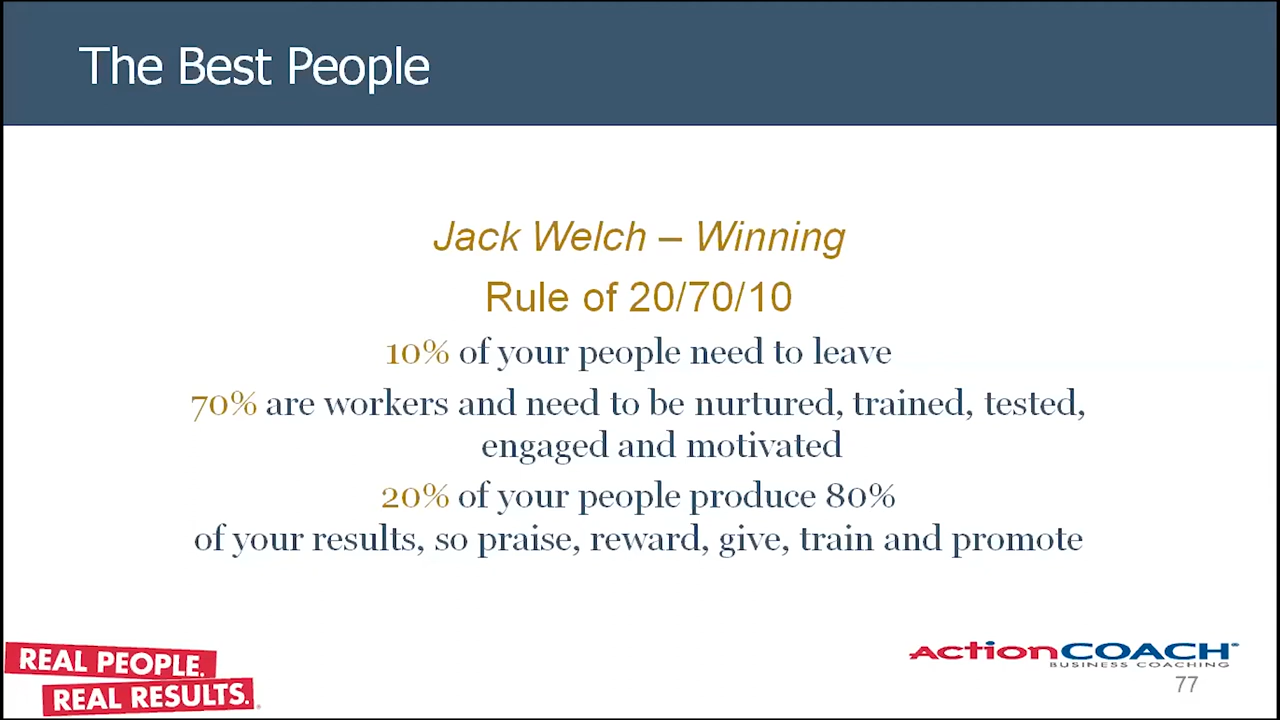 The Best People
Jack Welch – Winning
Rule of 20/70/10
10% of your people need to leave
70% are workers and need to be nurtured, trained, tested,
engaged and motivated
20% of your people produce 80%
of your results, so praise, reward, give, train and promote
REAL PEOPLE.
REAL RESULTS.
ActionCOACH
BUSINESS COACHING
77